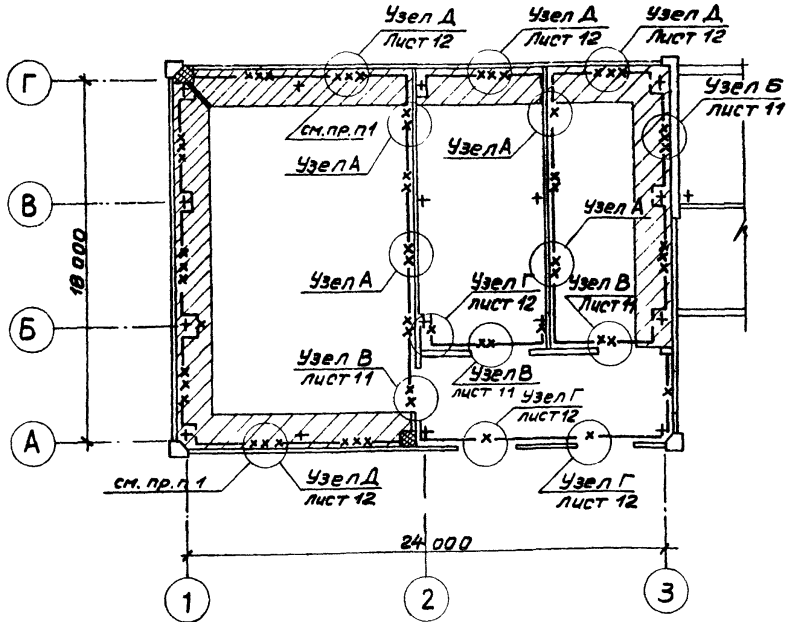 Узел Д
Лист 12
Узел Д
Лист 12
Узел Д
Лист 12
Г
Узел Б
лист 11
см. пр. п 1
Узел А
Узел А
В
Узел А
18 000
Узел А
Узел Г
лист 12
Узел В
Лист 11
Б
Узел В
лист 11
Узел В
лист 11
Узел Г
лист 12
А
см. пр. п 1
Узел Д
лист 12
Узел Г
лист 12
24 000
1
2
3